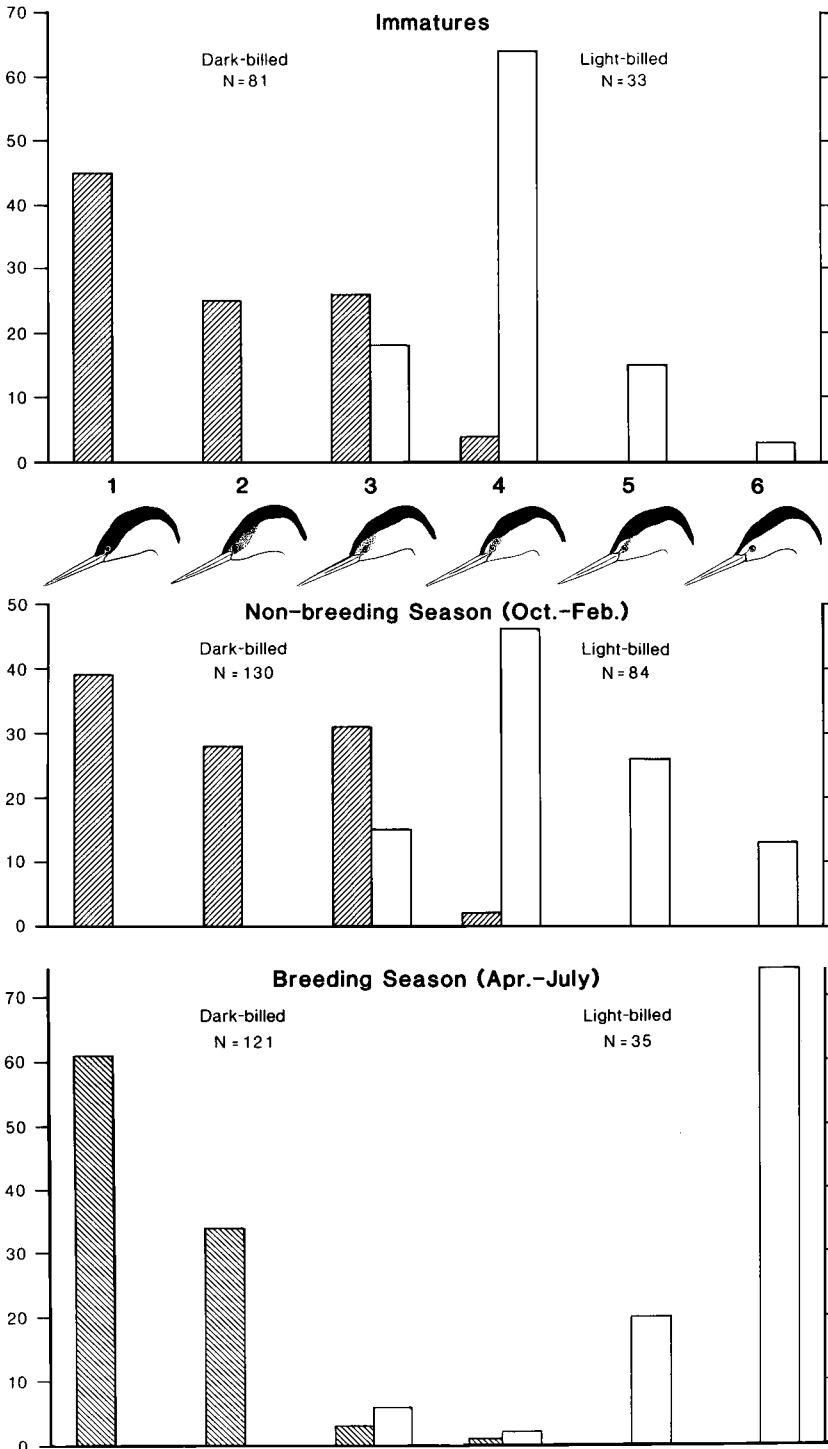 Immatures
Dark-billed
N = 81
Light-billed
N = 33
70
60
50
40
30
20
10
0
1 2 3 4 5 6
Non-breeding Season (Oct.-Feb.)
Dark-billed
N = 130
Light-billed
N = 84
50
40
30
20
10
0
Breeding Season (Apr.-July)
Dark-billed
N = 121
Light-billed
N = 35
70
60
50
40
30
20
10
0